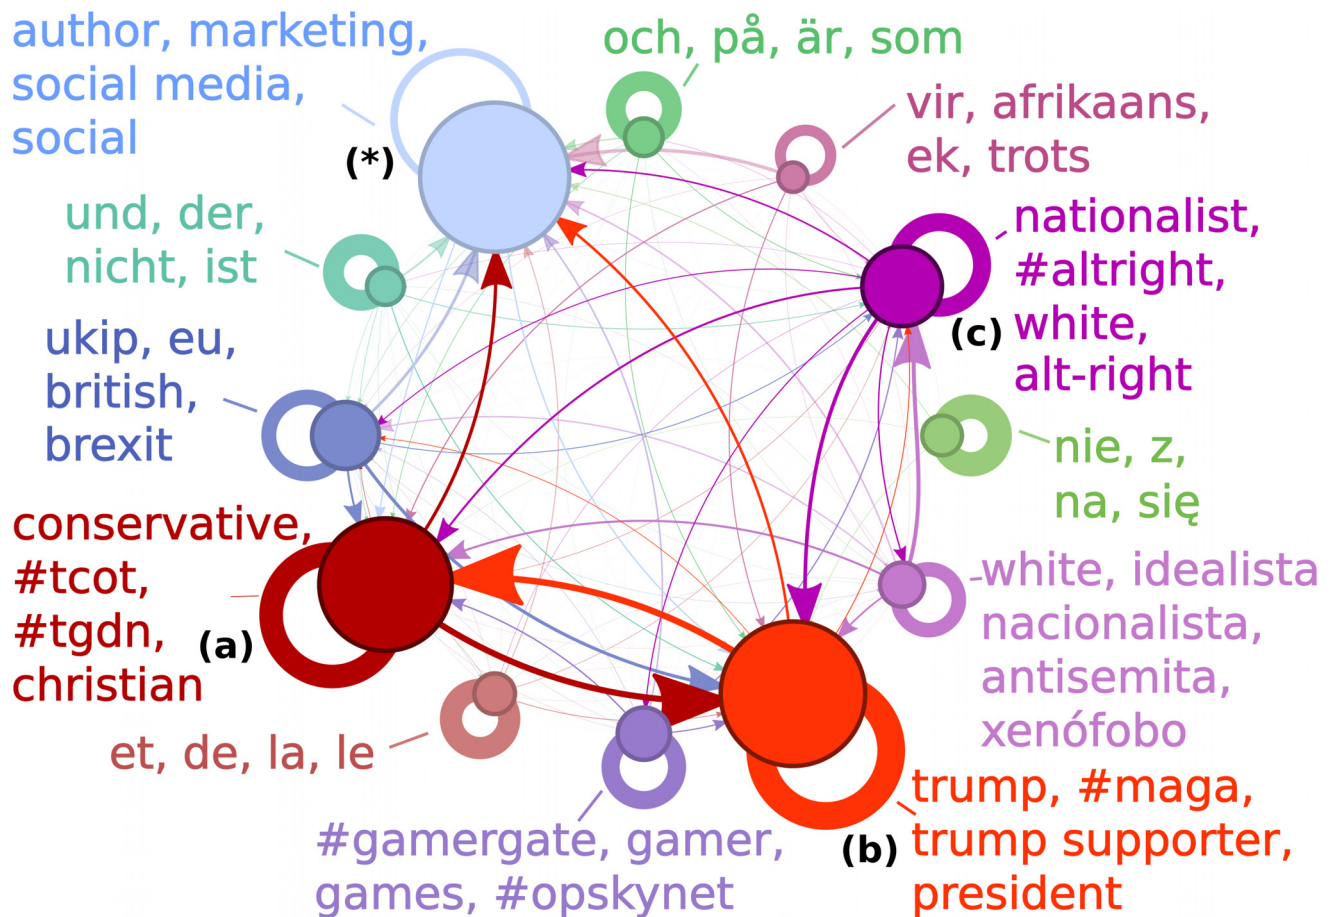 author, marketing,
social media,
social
(*)
och, på, är, som
vir, afrikaans,
ek, trots
und, der,
nicht, ist
nationalist,
#altright,
white,
alt-right
(c)
ukip, eu,
british,
brexit
nie, z,
na, się
conservative,
#tcot,
#tgdn,
christian
(a)
white, idealista
nacionalista,
antisemita,
xenófobo
et, de, la, le
#gamergate, gamer,
games, #opskynet
(b)
trump, #maga,
trump supporter,
president